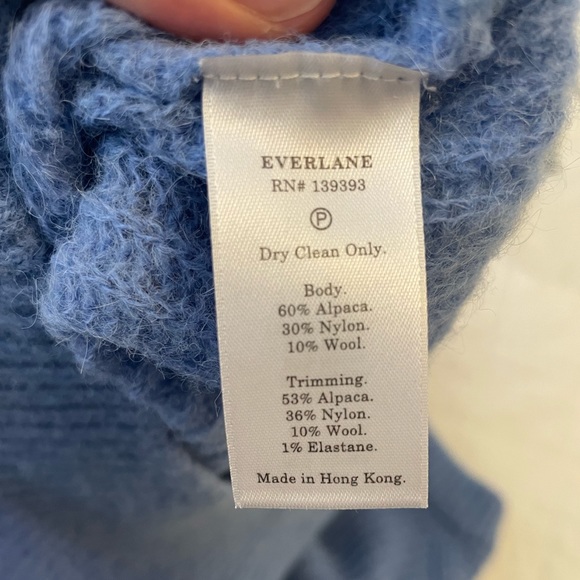 EVERLANE
RN# 139393
P
Dry Clean Only.
Body.
60% Alpaca.
30% Nylon.
10% Wool.
Trimming.
53% Alpaca.
36% Nylon.
10% Wool.
1% Elastane.
Made in Hong Kong.